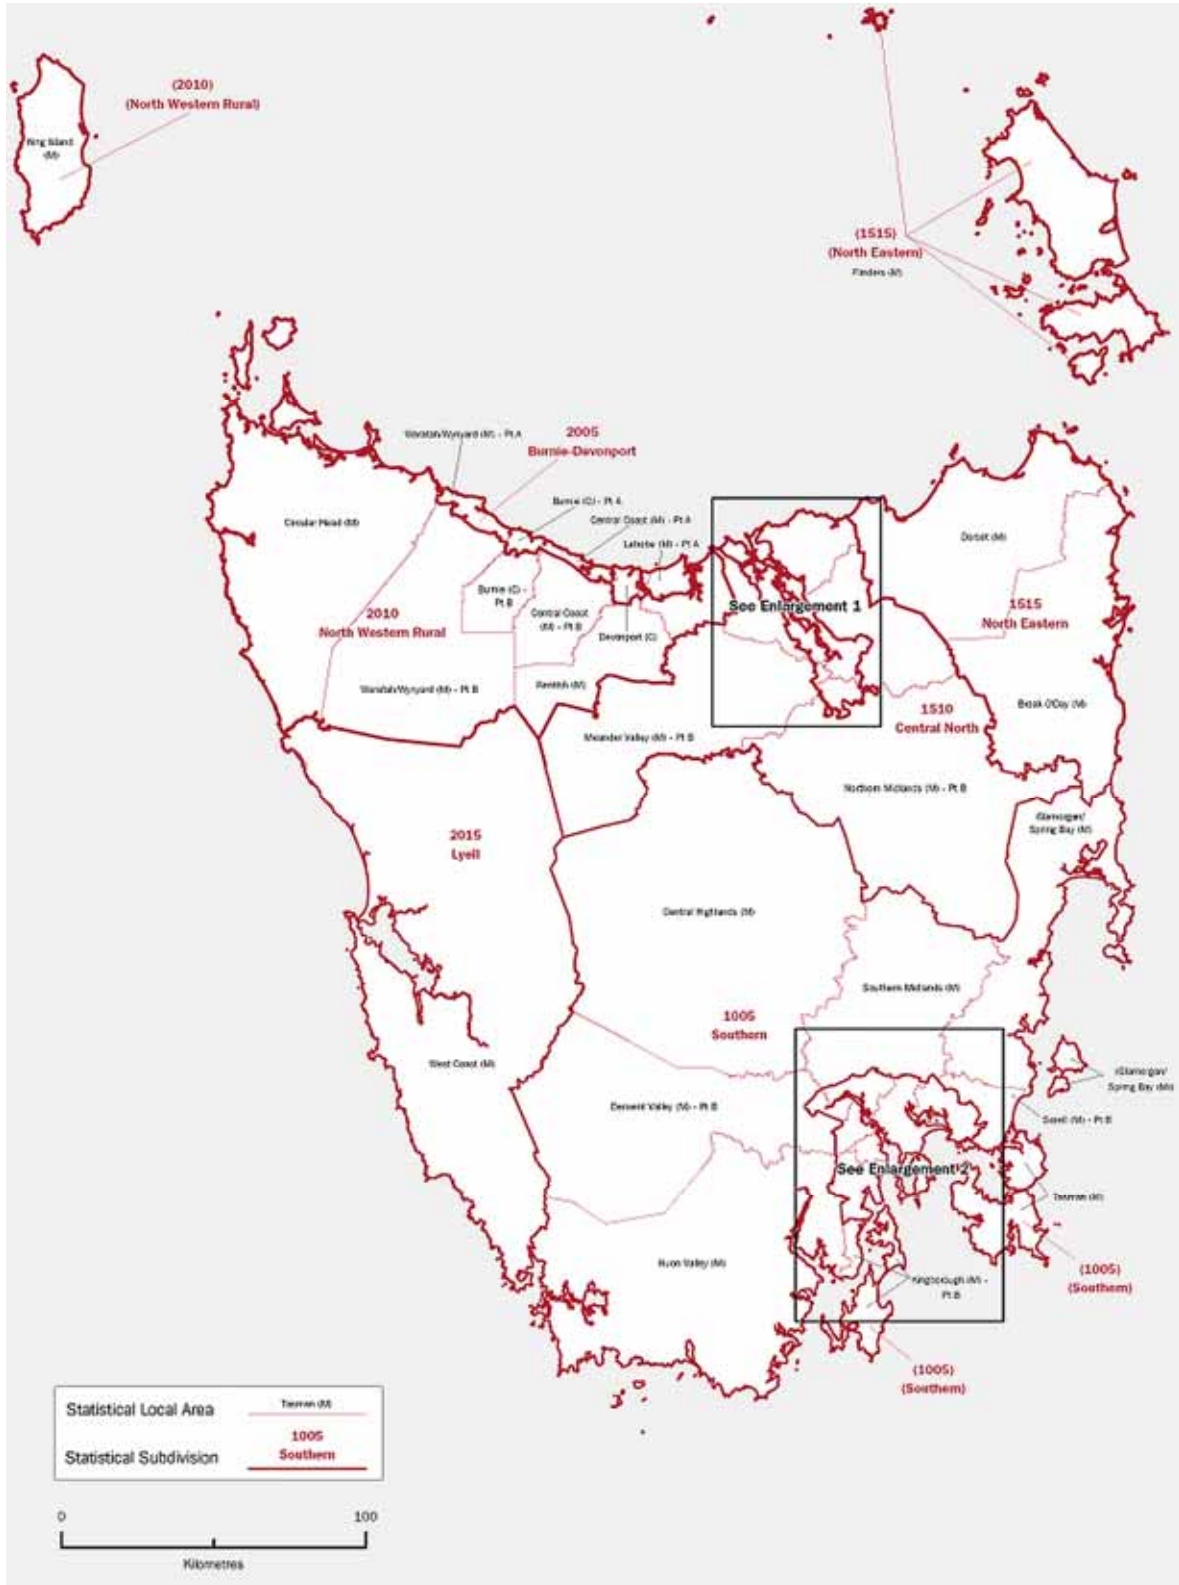 (2010)
(North Western Rural)
King Island
(M)
(1515)
(North Eastern)
Flinders (M)
Waratah/Wynyard (M) - Pt A
2005
Burnie-Devonport
Burnie (C) - Pt A
Central Coast (M) - Pt A
Latrobe (M) - Pt A
Circular Head (M)
Dorset (M)
See Enlargement 1
Burnie (C) -
Pt B
2010
North Western Rural
Central Coast
(M) - Pt B
Devonport (C)
1515
North Eastern
Kentish (M)
Waratah/Wynyard (M) - Pt B
Meander Valley (M) - Pt B
1510
Central North
Break O'Day (M)
Northern Midlands (M) - Pt B
Glamorgan/
Spring Bay (M)
2015
Lyell
Central Highlands (M)
Southern Midlands (M)
1005
Southern
West Coast (M)
(Glamorgan/
Spring Bay (M))
Derwent Valley (M) - Pt B
Sorell (M) - Pt B
See Enlargement 2
Tasman (M)
Huon Valley (M)
Kingborough (M) -
Pt B
(1005)
(Southern)
(1005)
(Southern)
Statistical Local Area
Tasman (M)
Statistical Subdivision
1005
Southern
0 100
Kilometres